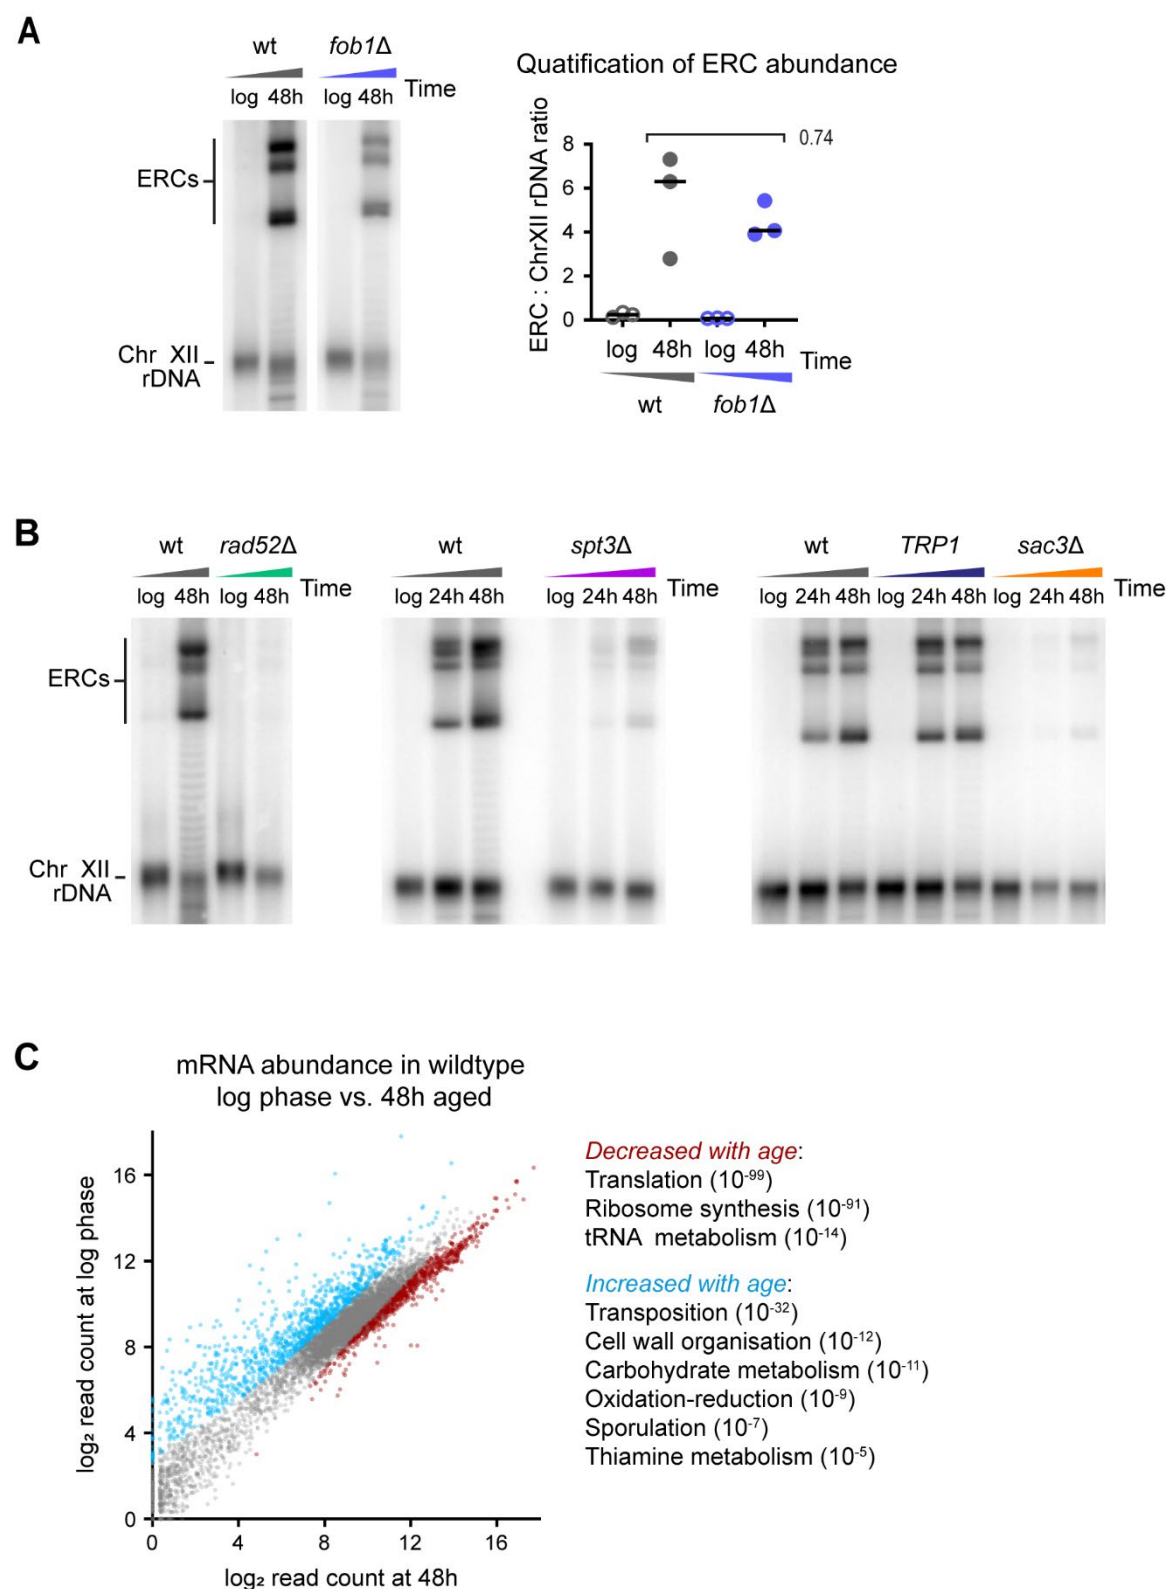 A
wt fob1Δ
log 48h log 48h Time
ERCs
Chr XII
rDNA
Quatification of ERC abundance
ERC : ChrXII rDNA ratio
8
6
4
2
0
0.74
log 48h log 48h Time
wt fob1Δ
B
wt rad52Δ
log 48h log 48h Time
ERCs
Chr XII
rDNA
wt spt3Δ
log 24h 48h log 24h 48h Time
wt TRP1 sac3Δ
log 24h 48h log 24h 48h log 24h 48h Time
C
mRNA abundance in wildtype
log phase vs. 48h aged
log₂ read count at log phase
16
12
8
4
0
0 4 8 12 16
log₂ read count at 48h
Decreased with age:
Translation (10⁻⁹⁹)
Ribosome synthesis (10⁻⁹¹)
tRNA metabolism (10⁻¹⁴)
Increased with age:
Transposition (10⁻³²)
Cell wall organisation (10⁻¹²)
Carbohydrate metabolism (10⁻¹¹)
Oxidation-reduction (10⁻⁹)
Sporulation (10⁻⁷)
Thiamine metabolism (10⁻⁵)